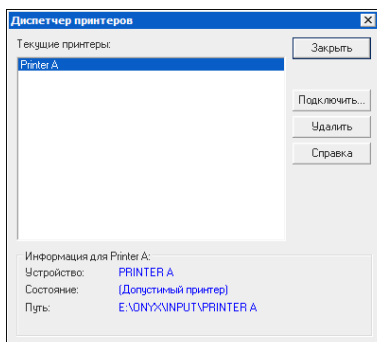 Диспетчер принтеров
Текущие принтеры:
Закрыть
Printer A
Подключить...
Удалить
Справка
Информация для Printer A:
Устройство: PRINTER A
Состояние: (Допустимый принтер)
Путь: E:\ONYX\INPUT\PRINTER A